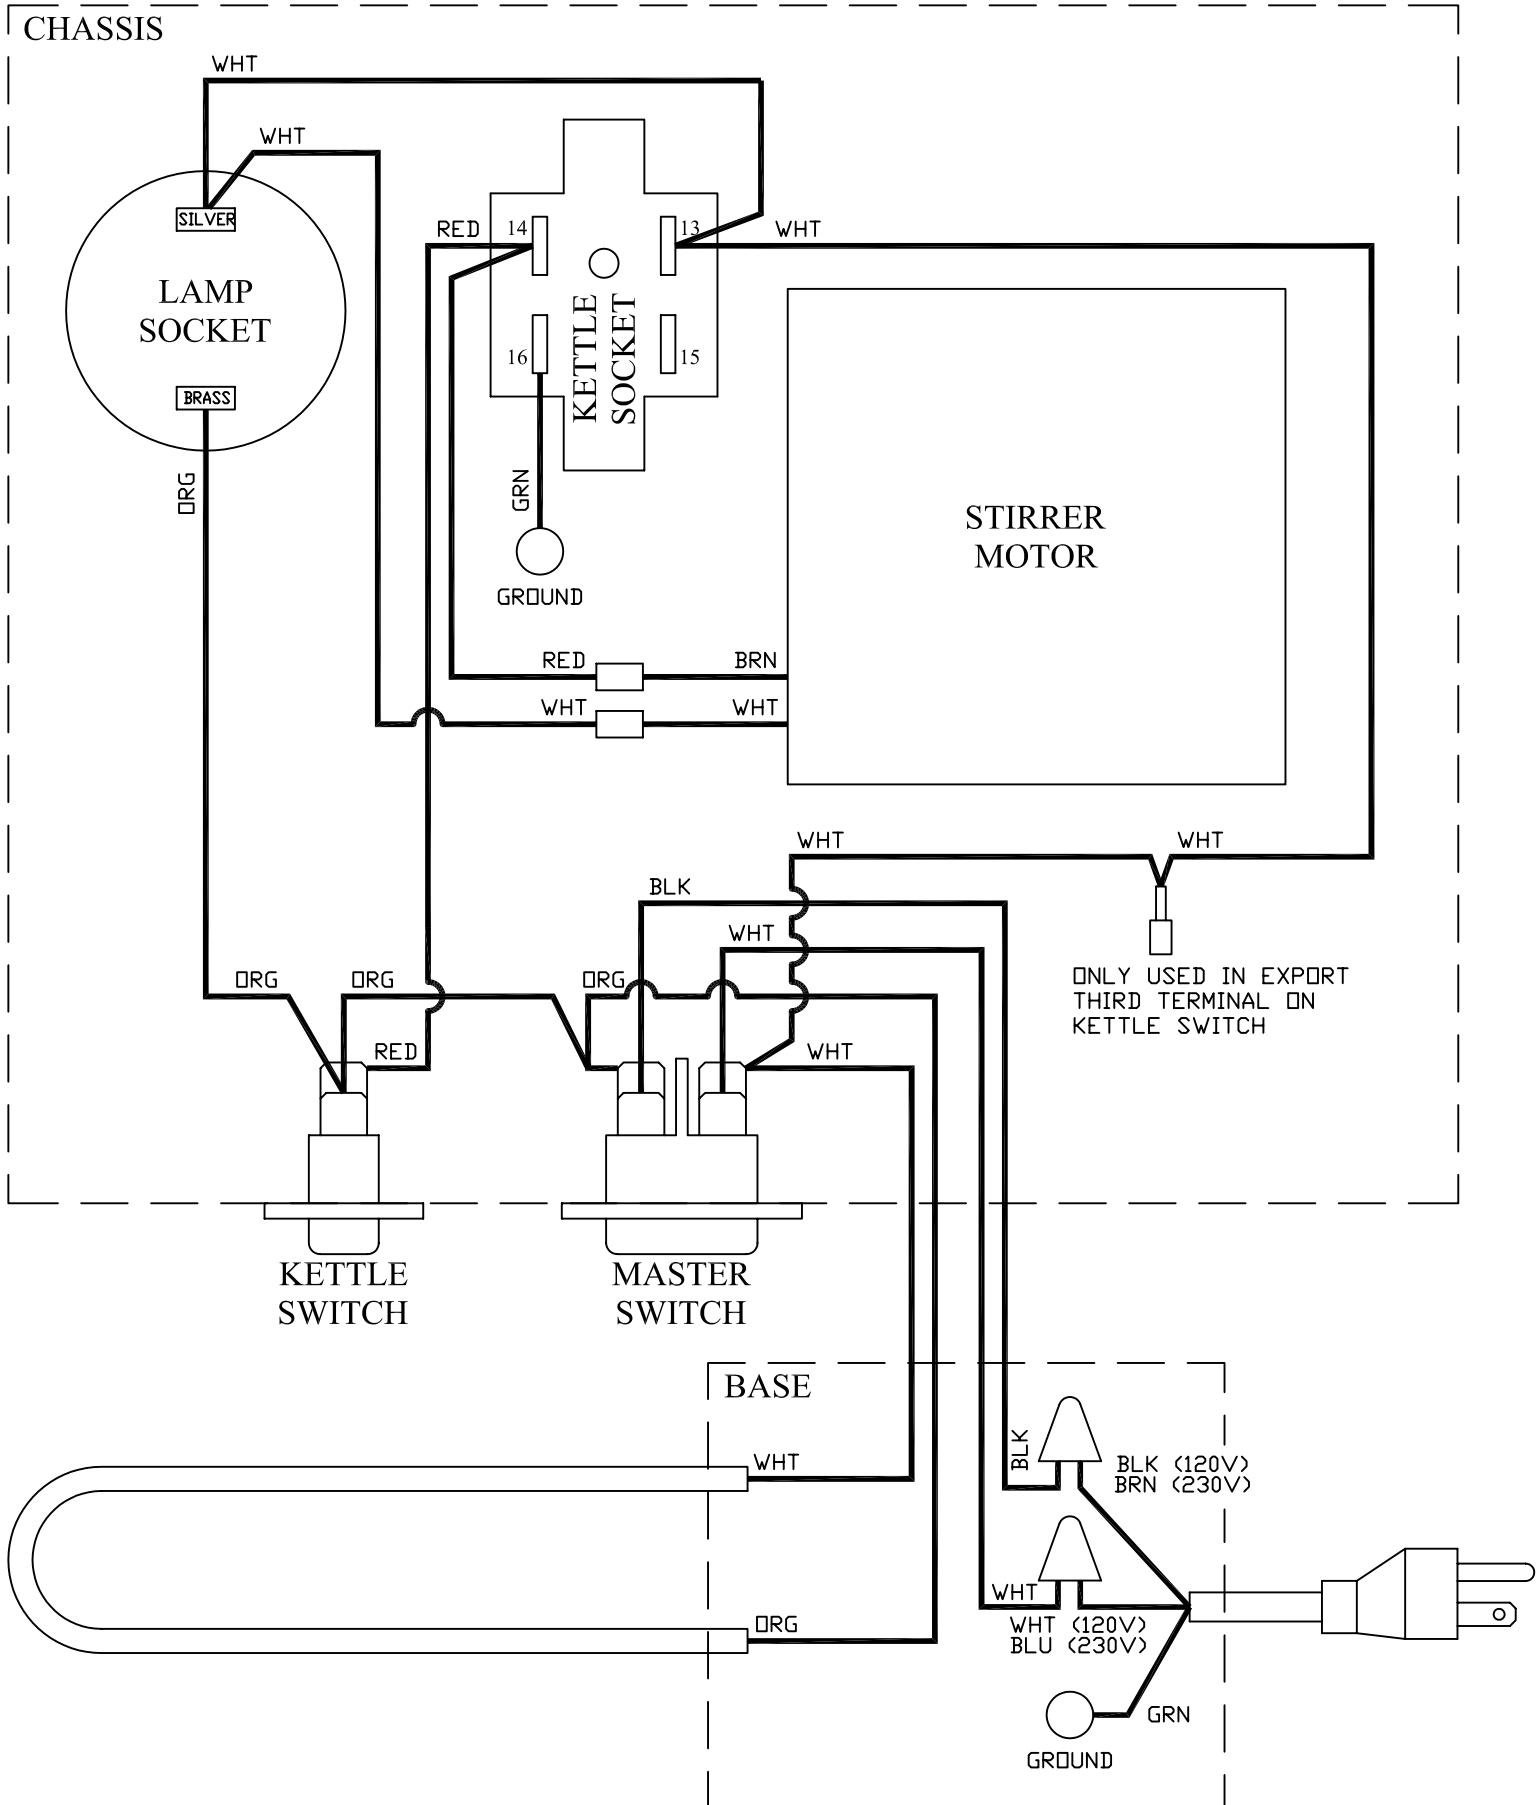 CHASSIS
WHT
WHT
SILVER
LAMP
SOCKET
BRASS
ORG
RED
14
13
16
15
KETTLE
SOCKET
WHT
GRN
GROUND
STIRRER
MOTOR
RED
BRN
WHT
WHT
WHT
WHT
BLK
WHT
ORG
ORG
ORG
RED
WHT
ONLY USED IN EXPORT
THIRD TERMINAL ON
KETTLE SWITCH
KETTLE
SWITCH
MASTER
SWITCH
BASE
WHT
BLK
BLK (120V)
BRN (230V)
WHT
WHT (120V)
BLU (230V)
ORG
GRN
GROUND